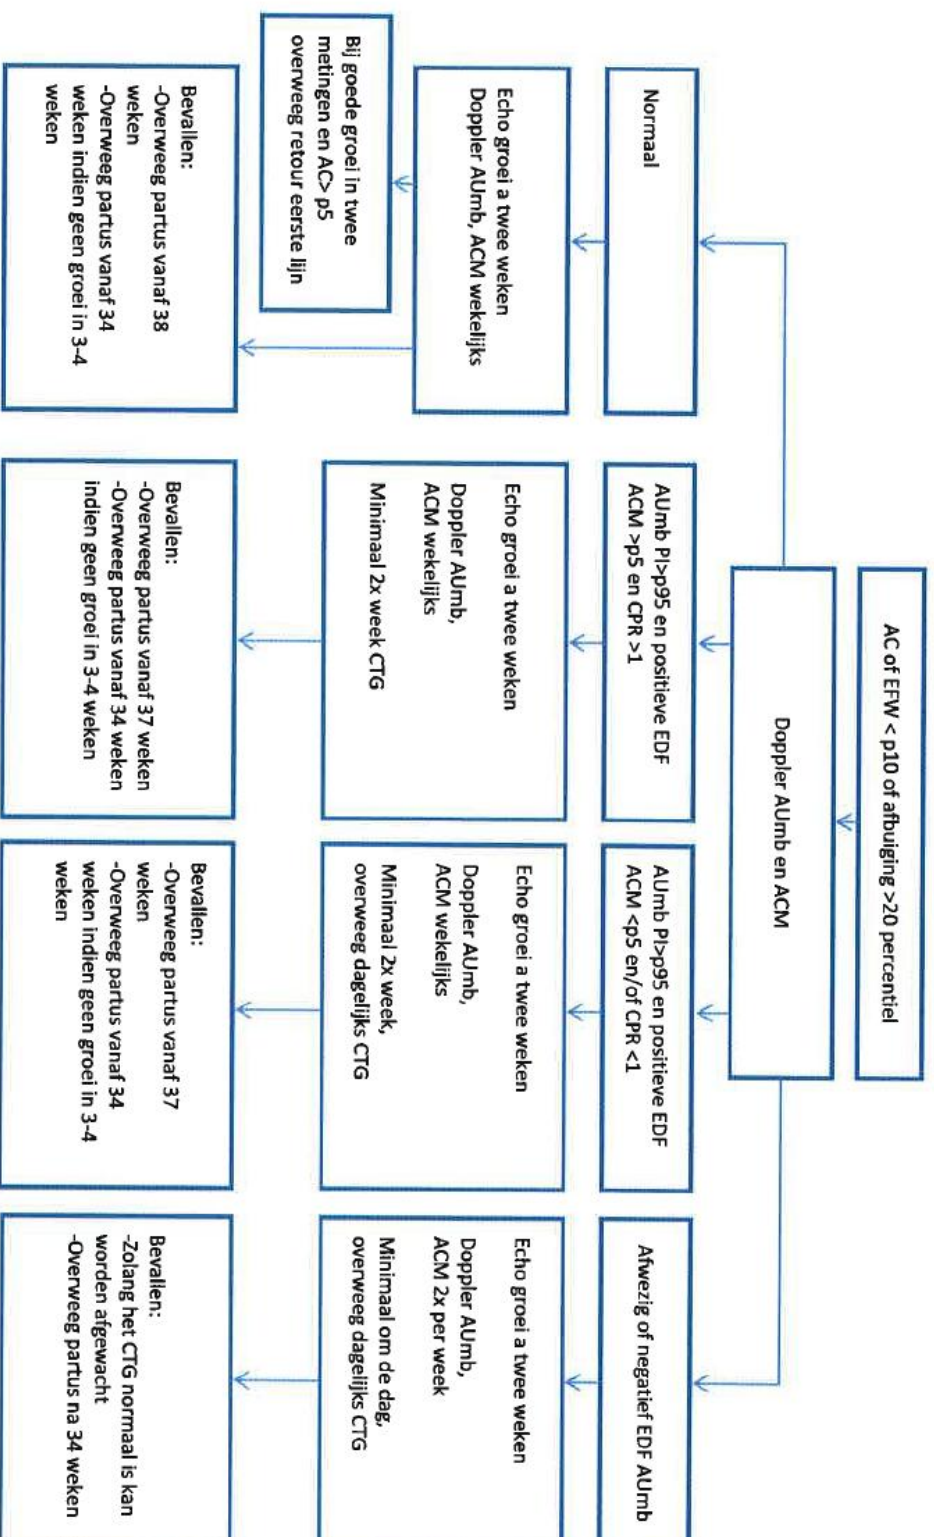 AC of EFW < p10 of afbuiging >20 percentiel
Doppler AUmb en ACM
Normaal
Echo groei a twee weken
Doppler AUmb, ACM wekelijks
Bij goede groei in twee
metingen en AC> p5
overweeg retour eerste lijn
Bevallen:
-Overweeg partus vanaf 38
weken
-Overweeg partus vanaf 34
weken indien geen groei in 3-4
weken
AUmb PI>p95 en positieve EDF
ACM >p5 en CPR >1
Echo groei a twee weken
Doppler AUmb,
ACM wekelijks
Minimaal 2x week CTG
Bevallen:
-Overweeg partus vanaf 37 weken
-Overweeg partus vanaf 34 weken
indien geen groei in 3-4 weken
AUmb PI>p95 en positieve EDF
ACM <p5 en/of CPR <1
Echo groei a twee weken
Doppler AUmb,
ACM wekelijks
Minimaal 2x week,
overweeg dagelijks CTG
Bevallen:
-Overweeg partus vanaf 37
weken
-Overweeg partus vanaf 34
weken indien geen groei in 3-4
weken
Afwezig of negatief EDF AUmb
Echo groei a twee weken
Doppler AUmb,
ACM 2x per week
Minimaal om de dag,
overweeg dagelijks CTG
Bevallen:
-Zolang het CTG normaal is kan
worden afgewacht
-Overweeg partus na 34 weken